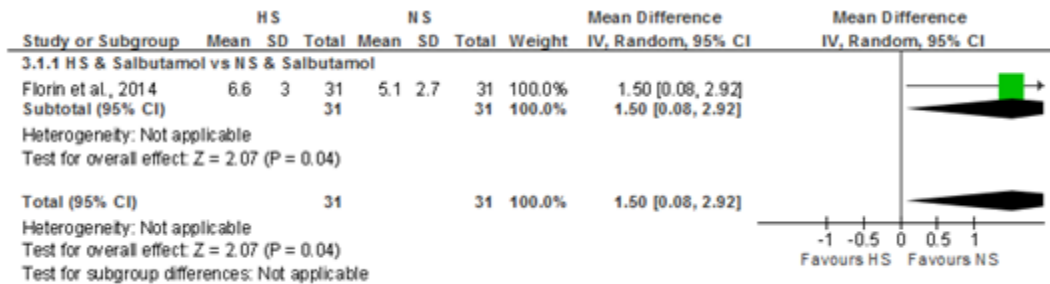 HS NS Mean Difference Mean Difference
Study or Subgroup Mean SD Total Mean SD Total Weight IV, Random, 95% CI IV, Random, 95% CI
3.1.1 HS & Salbutamol vs NS & Salbutamol
Florin et al., 2014 6.6 3 31 5.1 2.7 31 100.0% 1.50 [0.08, 2.92]
Subtotal (95% CI) 31 31 100.0% 1.50 [0.08, 2.92]
Heterogeneity: Not applicable
Test for overall effect: Z = 2.07 (P = 0.04)
Total (95% CI) 31 31 100.0% 1.50 [0.08, 2.92]
Heterogeneity: Not applicable
Test for overall effect: Z = 2.07 (P = 0.04)
Test for subgroup differences: Not applicable
-1 -0.5 0 0.5 1
Favours HS Favours NS